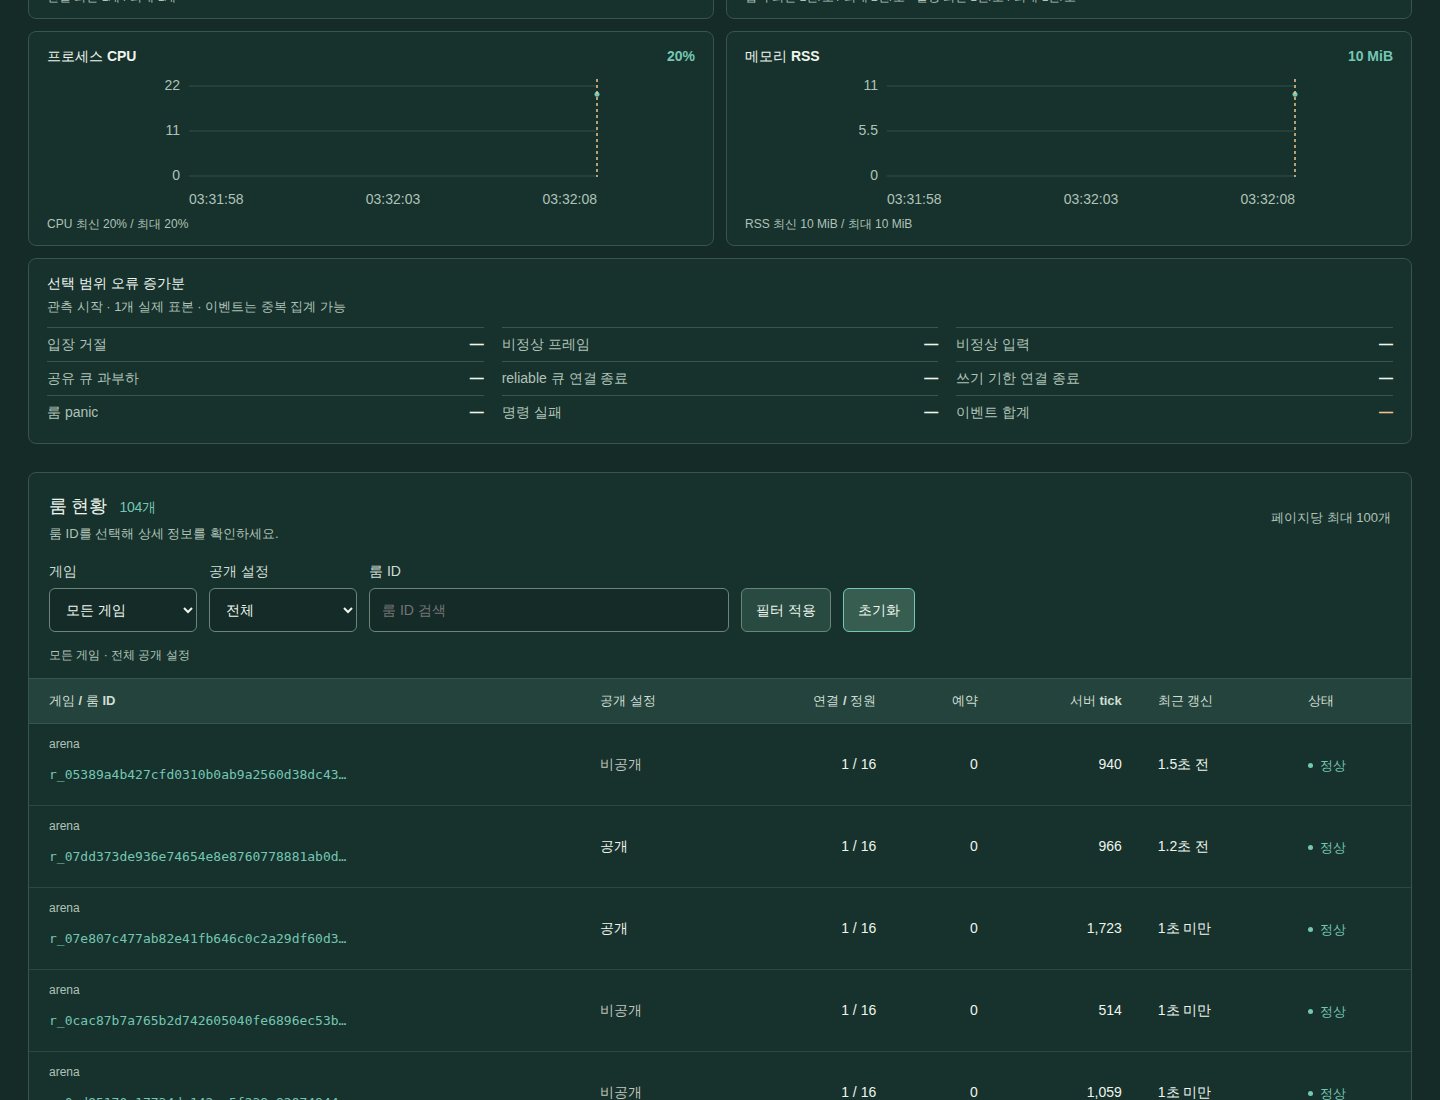 프로세스 CPU
20%
22
11
0
03:31:58
03:32:03
03:32:08
CPU 최신 20% / 최대 20%
메모리 RSS
10 MiB
11
5.5
0
03:31:58
03:32:03
03:32:08
RSS 최신 10 MiB / 최대 10 MiB
선택 범위 오류 증가분
관측 시작 · 1개 실제 표본 · 이벤트는 중복 집계 가능
입장 거절 —
비정상 프레임 —
비정상 입력 —
공유 큐 과부하 —
reliable 큐 연결 종료 —
쓰기 기한 연결 종료 —
룸 panic —
명령 실패 —
이벤트 합계 —
룸 현황 104개
룸 ID를 선택해 상세 정보를 확인하세요.
페이지당 최대 100개
게임
공개 설정
룸 ID
모든 게임
전체
룸 ID 검색
필터 적용
초기화
모든 게임 · 전체 공개 설정
게임 / 룸 ID 공개 설정 연결 / 정원 예약 서버 tick 최근 갱신 상태
arena
r_05389a4b427cfd0310b0ab9a2560d38dc43… 비공개 1 / 16 0 940 1.5초 전 정상
arena
r_07dd373de936e74654e8e8760778881ab0d… 공개 1 / 16 0 966 1.2초 전 정상
arena
r_07e807c477ab82e41fb646c0c2a29df60d3… 공개 1 / 16 0 1,723 1초 미만 정상
arena
r_0cac87b7a765b2d742605040fe6896ec53b… 비공개 1 / 16 0 514 1초 미만 정상
arena
비공개 1 / 16 0 1,059 1초 미만 정상